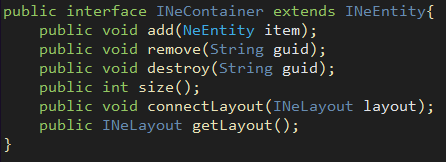 public interface INeContainer extends INeEntity{
public void add(NeEntity item);
public void remove(String guid);
public void destroy(String guid);
public int size();
public void connectLayout(INeLayout layout);
public INeLayout getLayout();
}